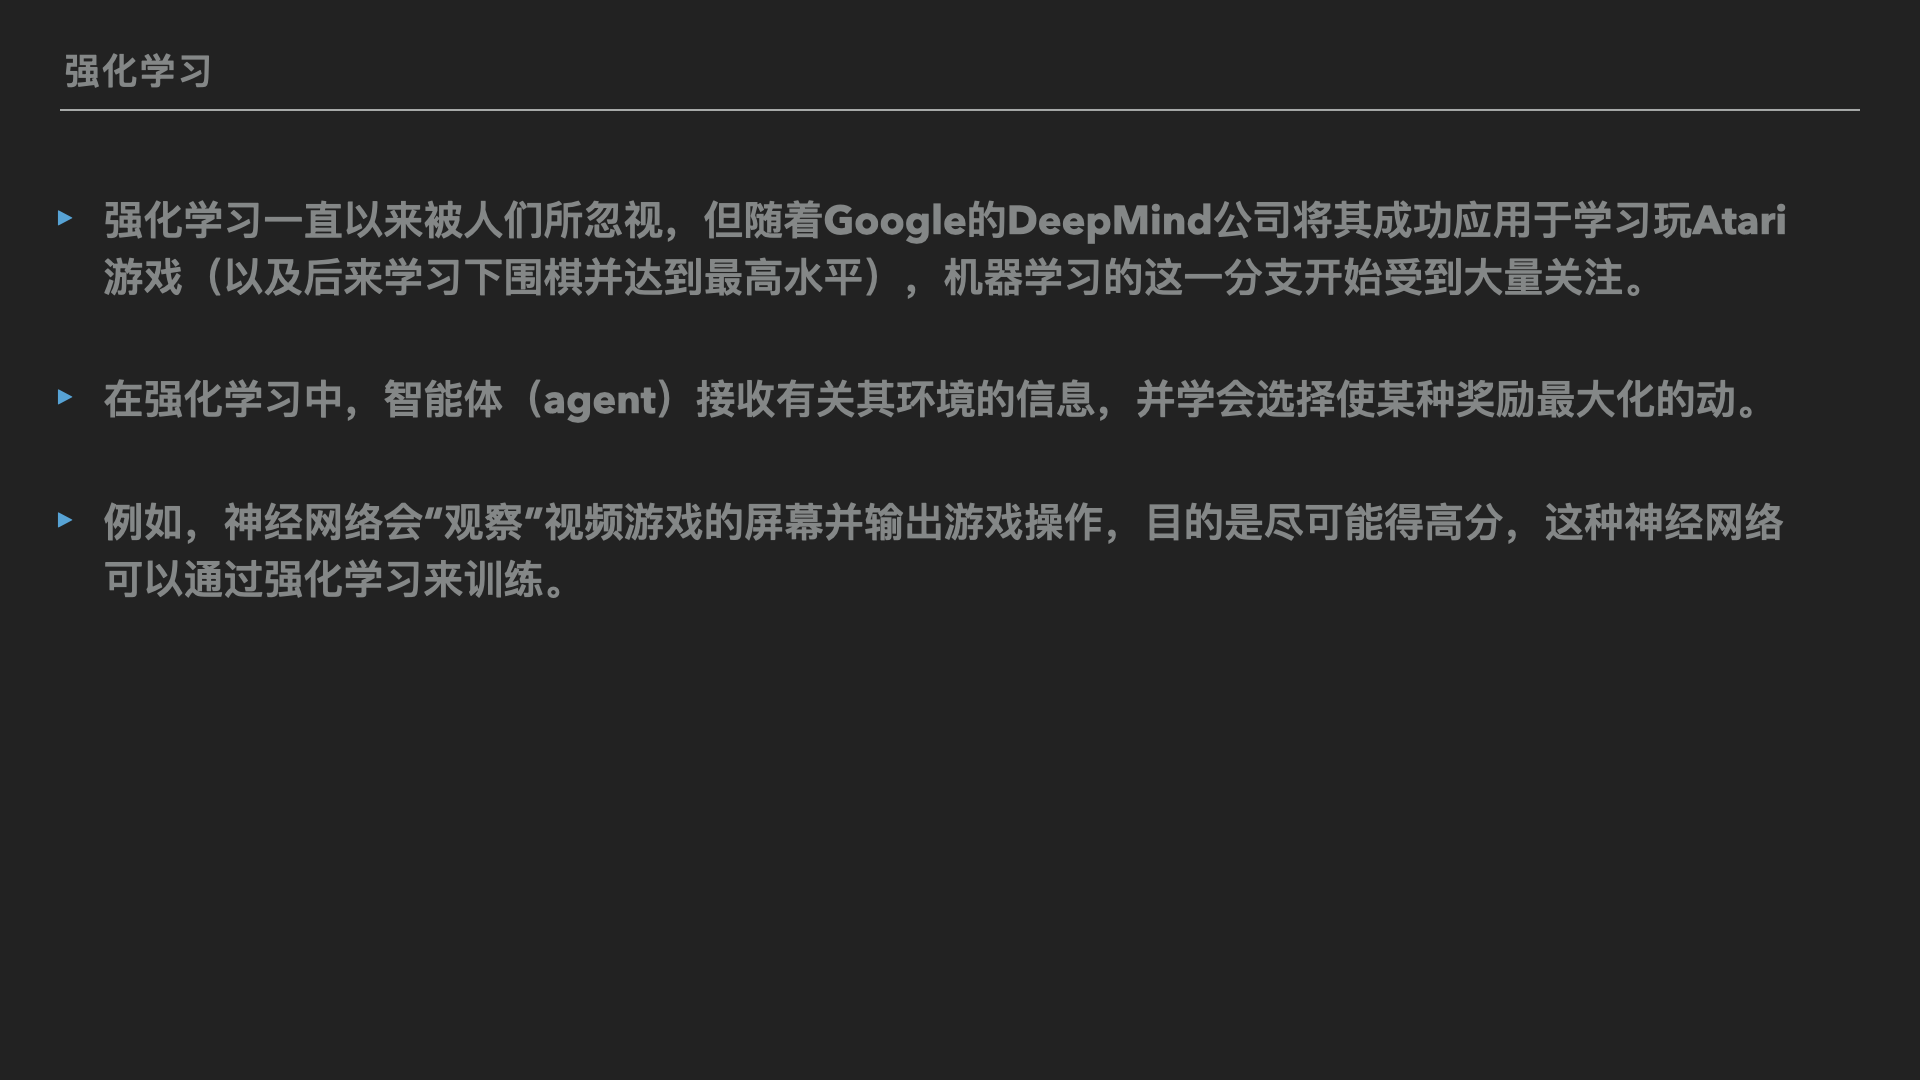 强化学习
强化学习一直以来被人们所忽视，但随着Google的DeepMind公司将其成功应用于学习玩Atari
游戏（以及后来学习下围棋并达到最高水平），机器学习的这一分支开始受到大量关注。
在强化学习中，智能体（agent）接收有关其环境的信息，并学会选择使某种奖励最大化的动。
例如，神经网络会“观察”视频游戏的屏幕并输出游戏操作，目的是尽可能得高分，这种神经网络
可以通过强化学习来训练。